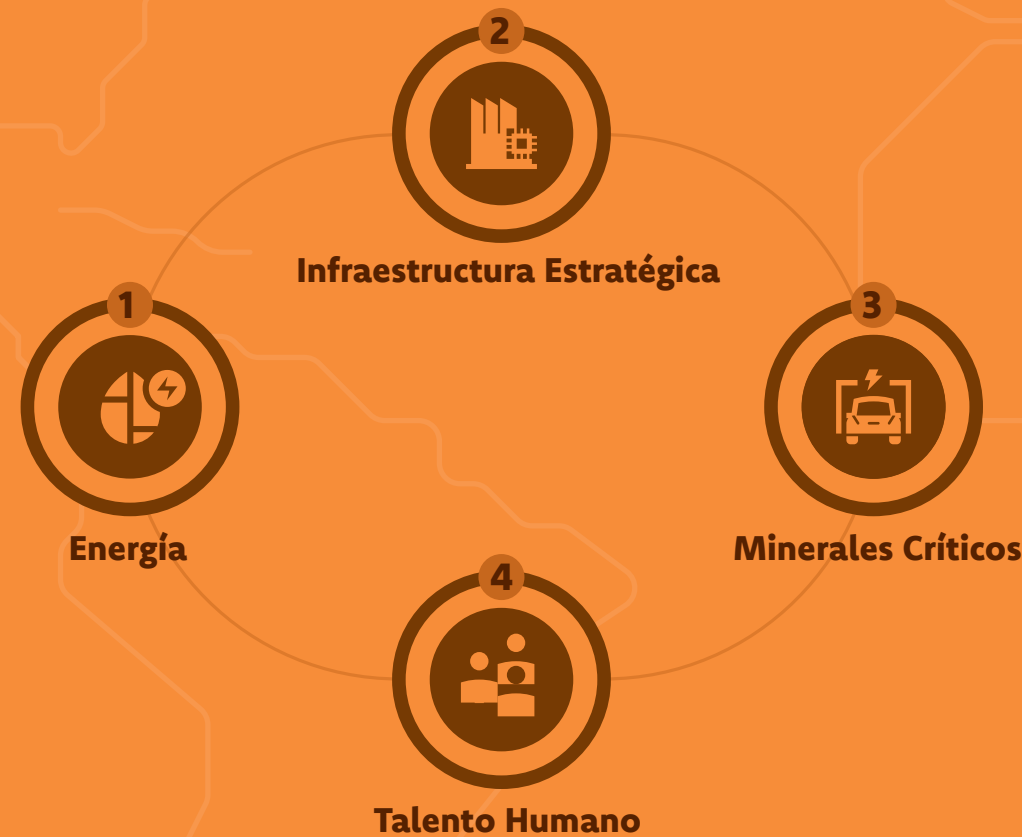 2
Infraestructura Estratégica
1
Energía
3
Minerales Críticos
4
Talento Humano